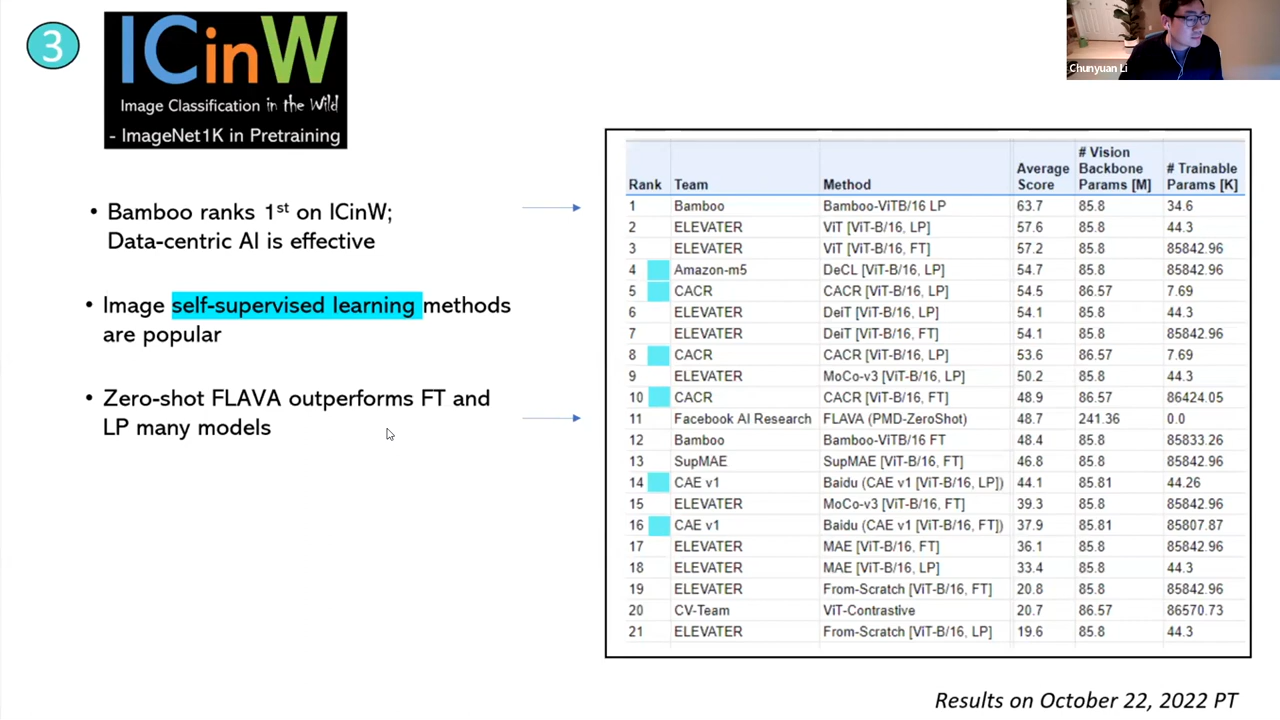 3
ICinW
Image Classification in the Wild
- ImageNet1K in Pretraining
Chunyuan Li
• Bamboo ranks 1st on ICinW;
Data-centric AI is effective
• Image self-supervised learning methods
are popular
• Zero-shot FLAVA outperforms FT and
LP many models
Rank Team Method Average Score # Vision Backbone Params [M] # Trainable Params [K]
1 Bamboo Bamboo-ViTB/16 LP 63.7 85.8 34.6
2 ELEVATER ViT [ViT-B/16, LP] 57.6 85.8 44.3
3 ELEVATER ViT [ViT-B/16, FT] 57.2 85.8 85842.96
4 Amazon-m5 DeCL [ViT-B/16, LP] 54.7 85.8 85842.96
5 CACR CACR [ViT-B/16, LP] 54.5 86.57 7.69
6 ELEVATER DeiT [ViT-B/16, LP] 54.1 85.8 44.3
7 ELEVATER DeiT [ViT-B/16, FT] 54.1 85.8 85842.96
8 CACR CACR [ViT-B/16, LP] 53.6 86.57 7.69
9 ELEVATER MoCo-v3 [ViT-B/16, LP] 50.2 85.8 44.3
10 CACR CACR [ViT-B/16, FT] 48.9 86.57 86424.05
11 Facebook AI Research FLAVA (PMD-ZeroShot) 48.7 241.36 0.0
12 Bamboo Bamboo-ViTB/16 FT 48.4 85.8 85833.26
13 SupMAE SupMAE [ViT-B/16, FT] 46.8 85.8 85842.96
14 CAE v1 Baidu (CAE v1 [ViT-B/16, LP]) 44.1 85.81 44.26
15 ELEVATER MoCo-v3 [ViT-B/16, FT] 39.3 85.8 85842.96
16 CAE v1 Baidu (CAE v1 [ViT-B/16, FT]) 37.9 85.81 85807.87
17 ELEVATER MAE [ViT-B/16, FT] 36.1 85.8 85842.96
18 ELEVATER MAE [ViT-B/16, LP] 33.4 85.8 44.3
19 ELEVATER From-Scratch [ViT-B/16, FT] 20.8 85.8 85842.96
20 CV-Team ViT-Contrastive 20.7 86.57 86570.73
21 ELEVATER From-Scratch [ViT-B/16, LP] 19.6 85.8 44.3
Results on October 22, 2022 PT